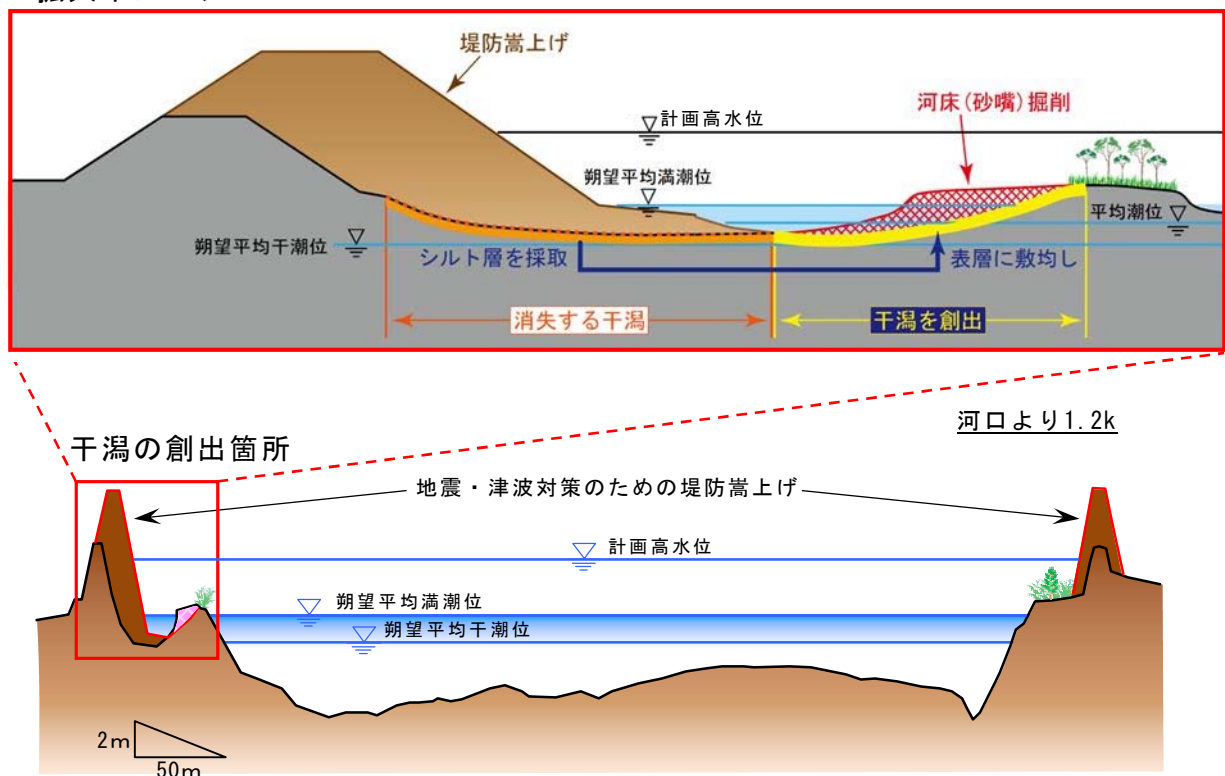 堤防嵩上げ
河床(砂嘴)掘削
計画高水位
朔望平均満潮位
平均潮位
朔望平均干潮位
シルト層を採取
表層に敷均し
消失する干潟
干潟を創出
河口より1.2k
干潟の創出箇所
地震・津波対策のための堤防嵩上げ
計画高水位
朔望平均満潮位
朔望平均干潮位
2m
50m